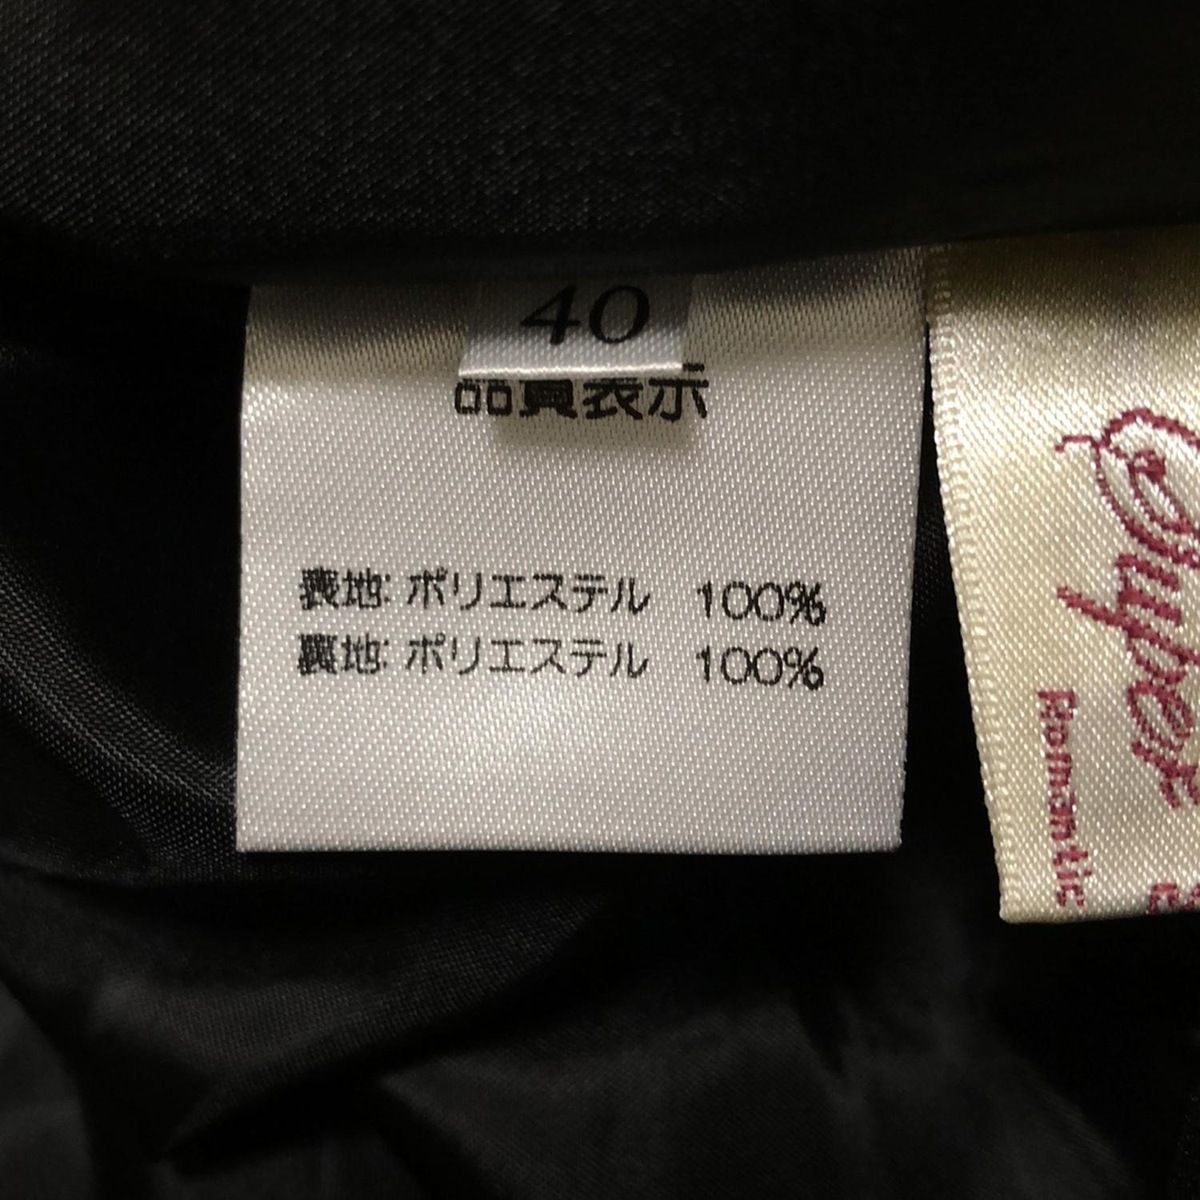 40
品質表示
表地: ポリエステル 100%
裏地: ポリエステル 100%
Super
Romantic